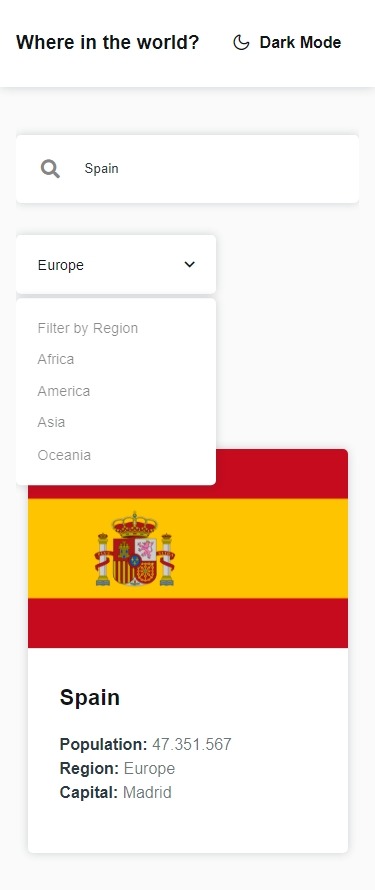 Where in the world?
Dark Mode
Spain
Europe
Filter by Region
Africa
America
Asia
Oceania
Spain
Population: 47.351.567
Region: Europe
Capital: Madrid